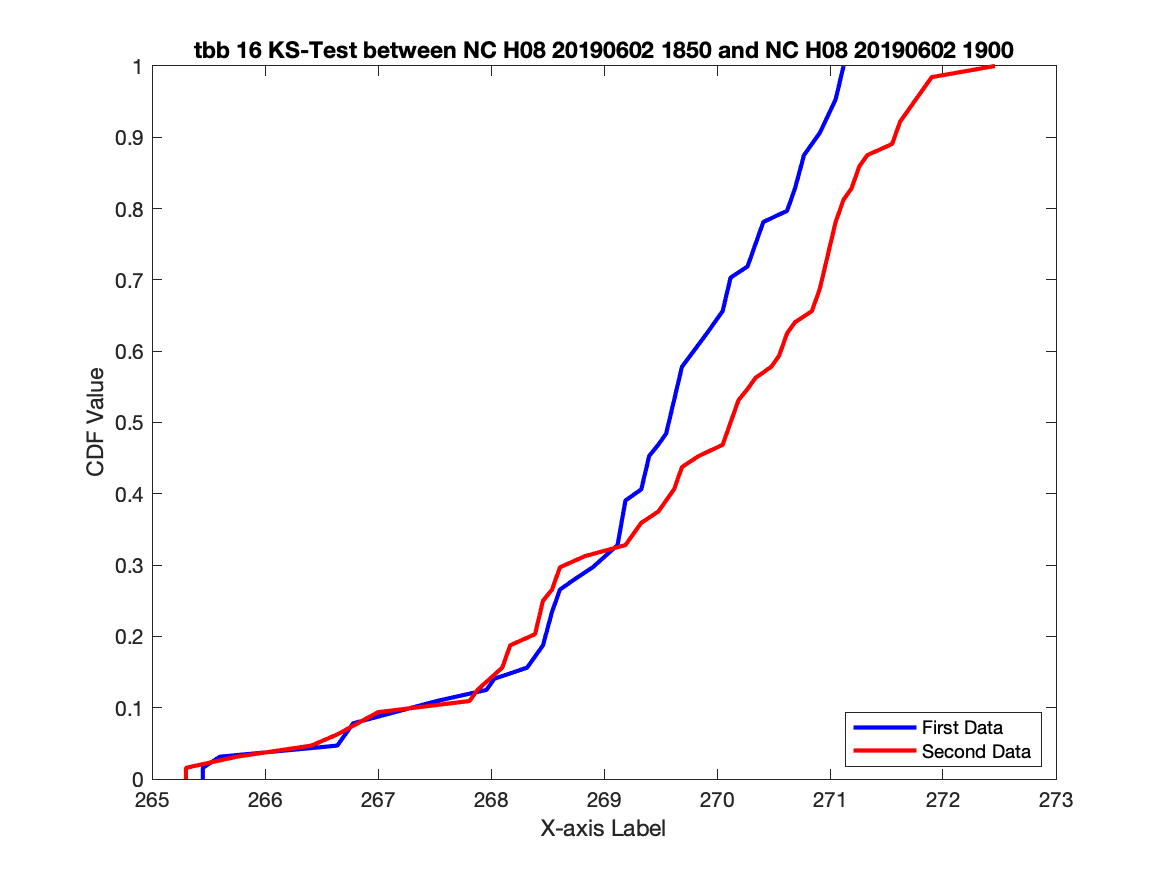 tbb 16 KS-Test between NC H08 20190602 1850 and NC H08 20190602 1900
1
0.9
0.8
0.7
0.6
0.5
0.4
0.3
0.2
0.1
0
CDF Value
First Data
Second Data
265 266 267 268 269 270 271 272 273
X-axis Label